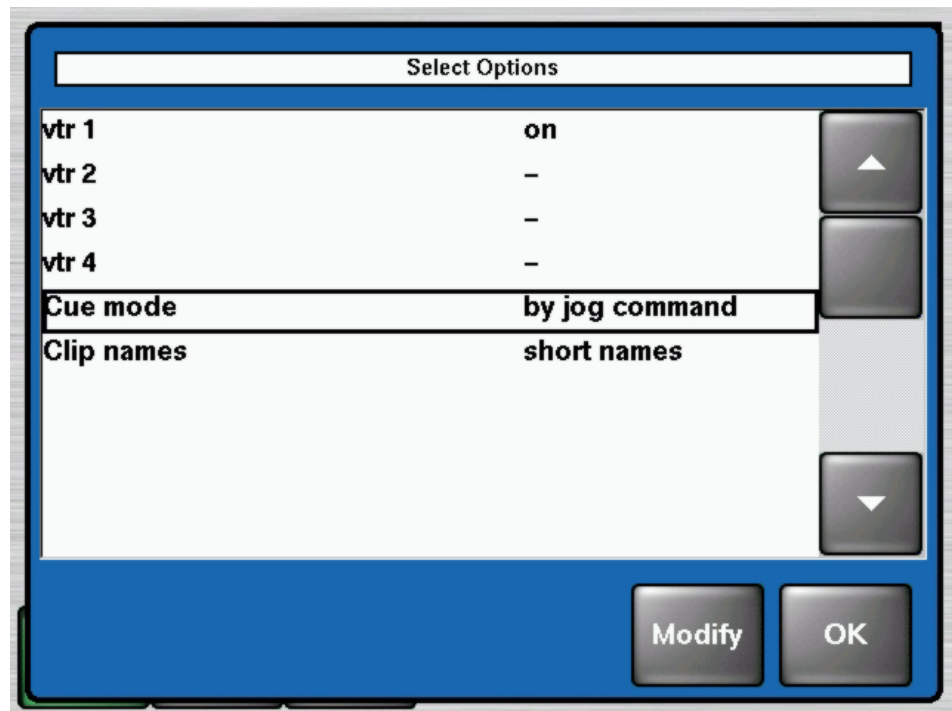 Select Options
vtr 1 on
vtr 2 –
vtr 3 –
vtr 4 –
Cue mode by jog command
Clip names short names
Modify OK